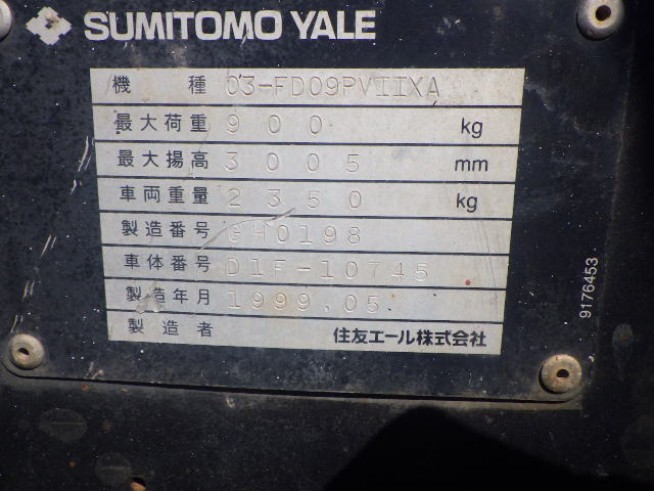 SUMITOMO YALE
機種 03-FD09PVIIXA
最大荷重 900 kg
最大揚高 3005 mm
車両重量 2350 kg
製造番号 GH0198
車体番号 D1F-10745
製造年月 1999.05
製造者 住友エール株式会社
9176453